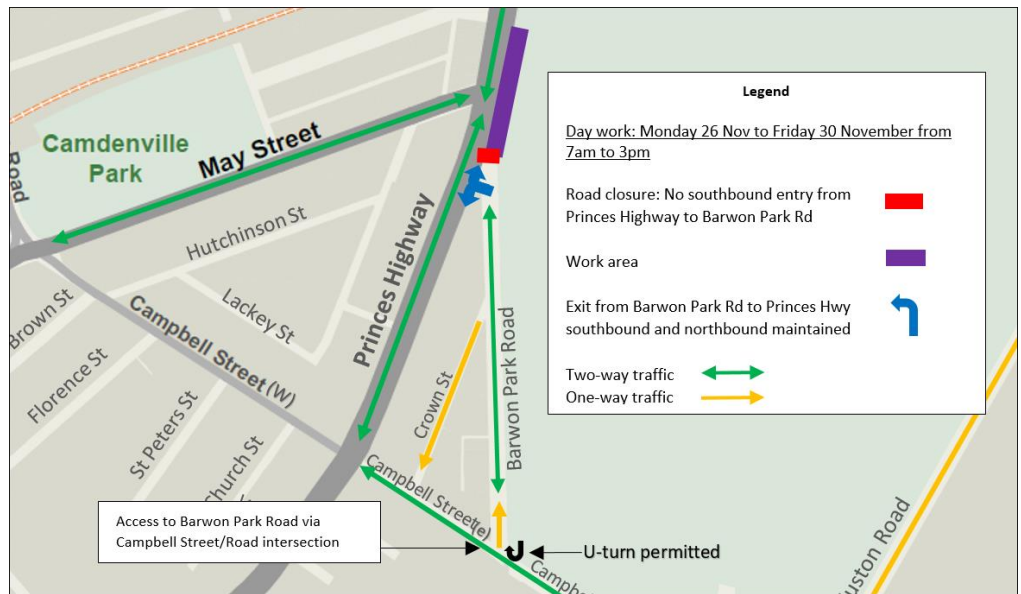 Camdenville
Park
Road
May Street
Hutchinson St
Lackey St
Princes Highway
Brown St
Campbell Street (W)
Florence St
St Peters St
Church St
Crown St
Barwon Park Road
Campbell Street(e)
Legend
Day work: Monday 26 Nov to Friday 30 November from
7am to 3pm
Road closure: No southbound entry from
Princes Highway to Barwon Park Rd
Work area
Exit from Barwon Park Rd to Princes Hwy
southbound and northbound maintained
Two-way traffic
One-way traffic
Access to Barwon Park Road via
Campbell Street/Road intersection
U-turn permitted